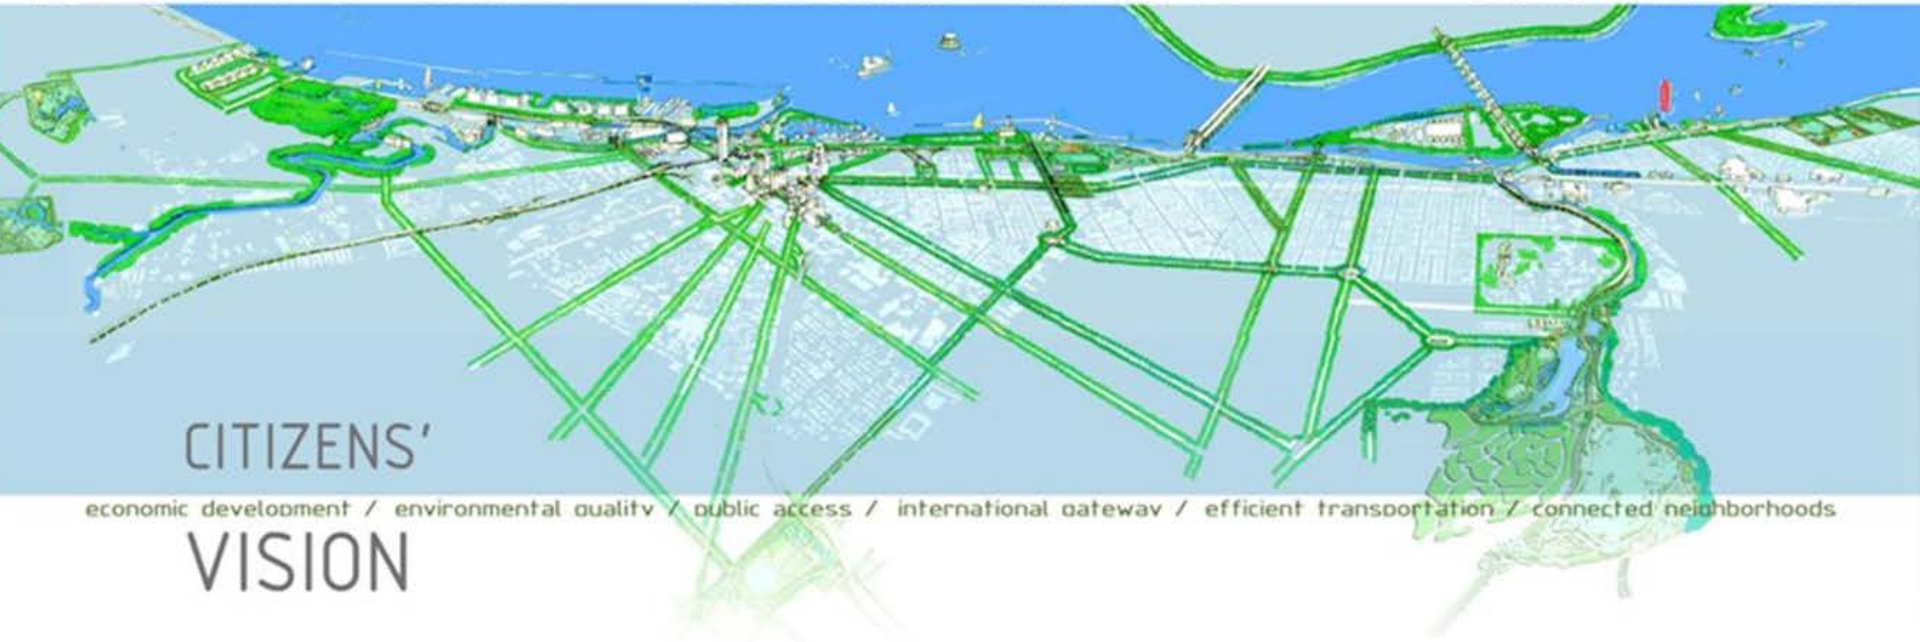 CITIZENS'
economic development / environmental quality / public access / international gateway / efficient transportation / connected neighborhoods
VISION